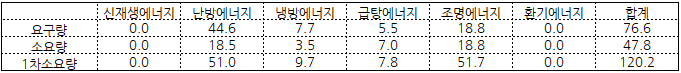 신재생에너지 난방에너지 냉방에너지 급탕에너지 조명에너지 환기에너지 합계
요구량 0.0 44.6 7.7 5.5 18.8 0.0 76.6
소요량 0.0 18.5 3.5 7.0 18.8 0.0 47.8
1차소요량 0.0 51.0 9.7 7.8 51.7 0.0 120.2